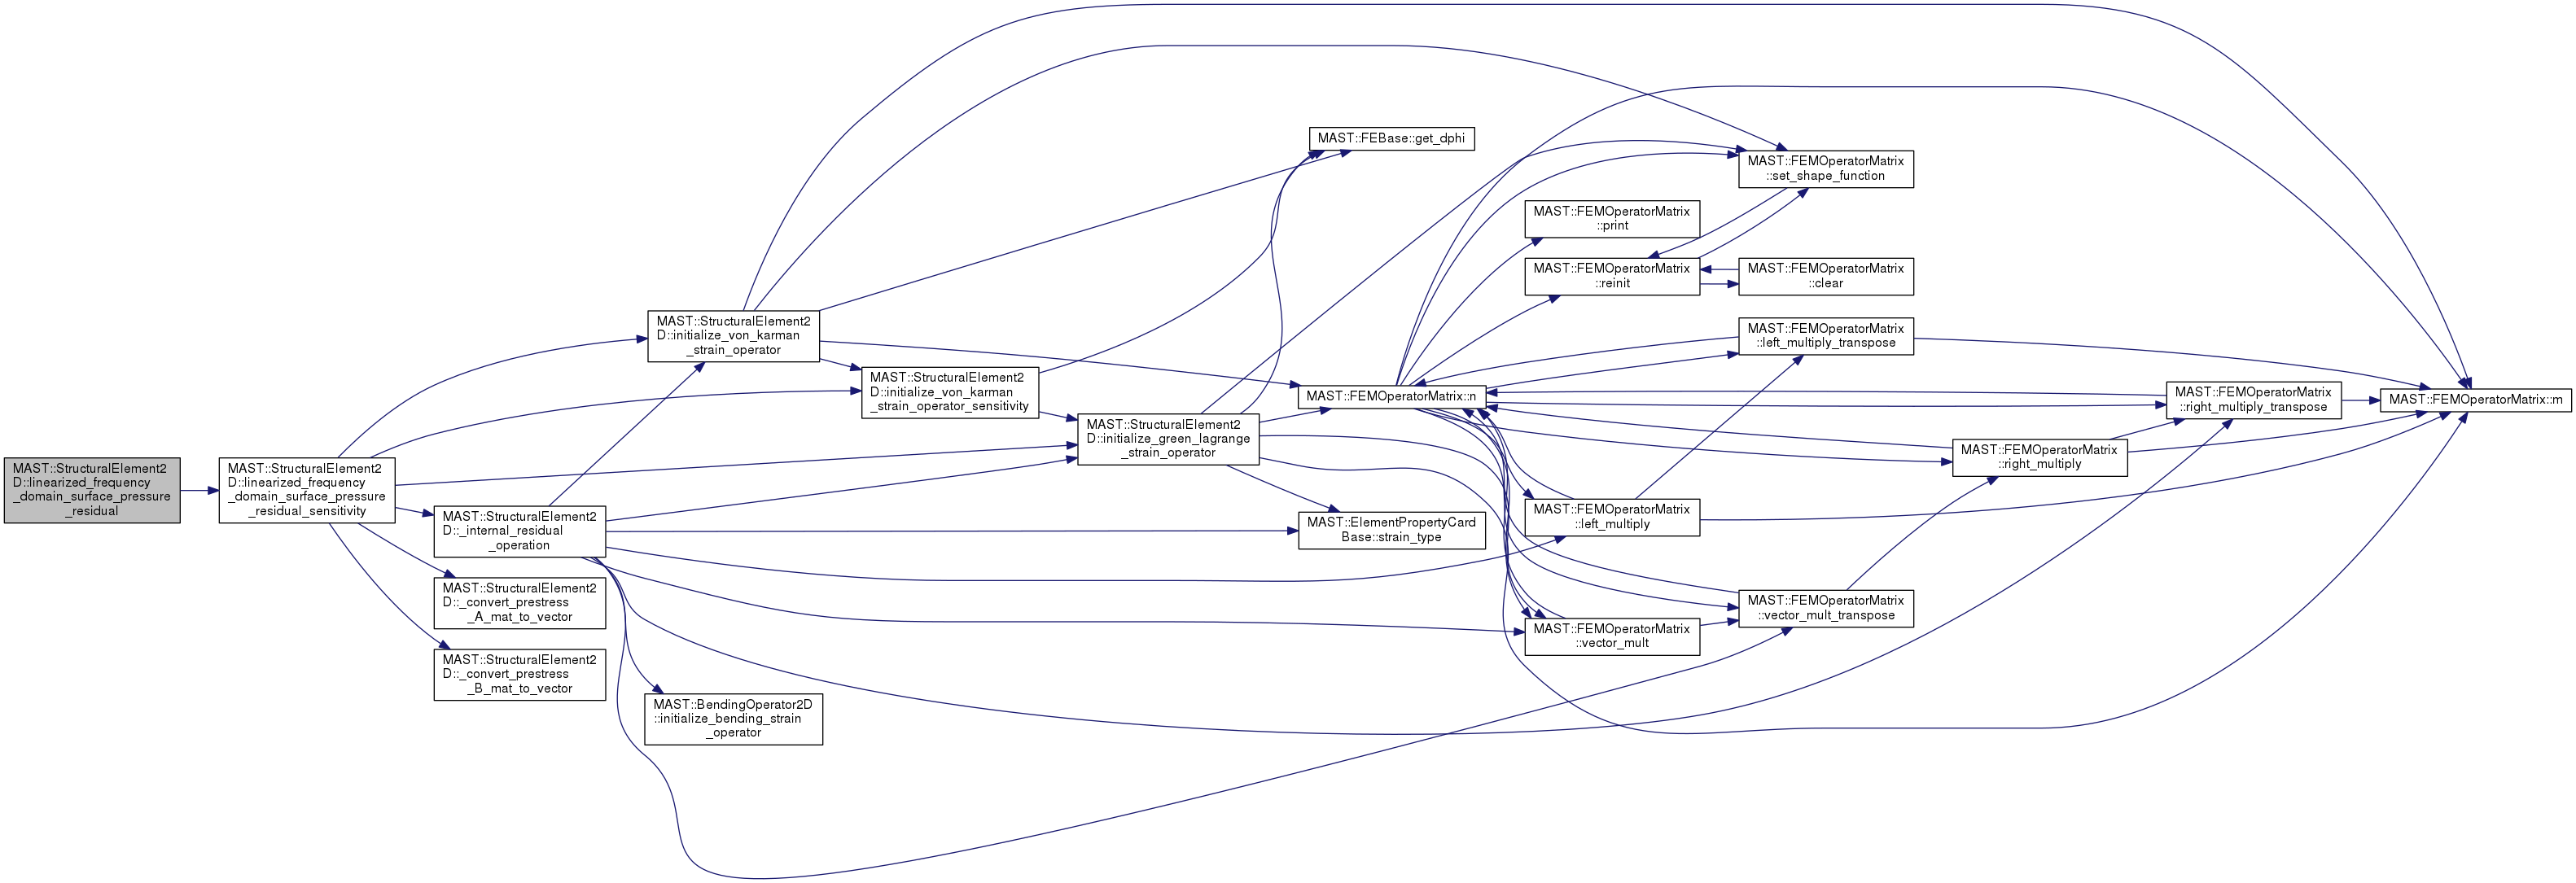 MAST::StructuralElement2
D::linearized_frequency
_domain_surface_pressure
_residual
MAST::StructuralElement2
D::linearized_frequency
_domain_surface_pressure
_residual_sensitivity
MAST::StructuralElement2
D::_internal_residual
_operation
MAST::StructuralElement2
D::_convert_prestress
_A_mat_to_vector
MAST::StructuralElement2
D::_convert_prestress
_B_mat_to_vector
MAST::StructuralElement2
D::initialize_von_karman
_strain_operator
MAST::BendingOperator2D
::initialize_bending_strain
_operator
MAST::StructuralElement2
D::initialize_von_karman
_strain_operator_sensitivity
MAST::StructuralElement2
D::initialize_green_lagrange
_strain_operator
MAST::FEBase::get_dphi
MAST::FEMOperatorMatrix::n
MAST::ElementPropertyCard
Base::strain_type
MAST::FEMOperatorMatrix
::print
MAST::FEMOperatorMatrix
::reinit
MAST::FEMOperatorMatrix
::left_multiply
MAST::FEMOperatorMatrix
::vector_mult
MAST::FEMOperatorMatrix
::set_shape_function
MAST::FEMOperatorMatrix
::clear
MAST::FEMOperatorMatrix
::left_multiply_transpose
MAST::FEMOperatorMatrix
::vector_mult_transpose
MAST::FEMOperatorMatrix
::right_multiply
MAST::FEMOperatorMatrix
::right_multiply_transpose
MAST::FEMOperatorMatrix::m